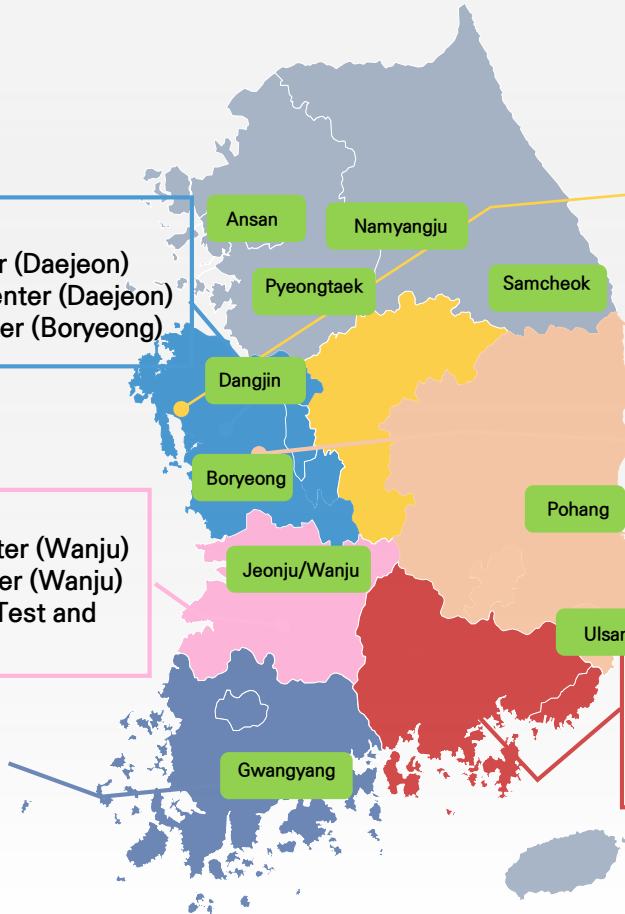 Ansan
Namyangju
r (Daejeon)
enter (Daejeon)
er (Boryeong)
Pyeongtaek
Samcheok
Dangjin
Boryeong
Pohang
ter (Wanju)
er (Wanju)
Test and
Jeonju/Wanju
Ulsan
Gwangyang